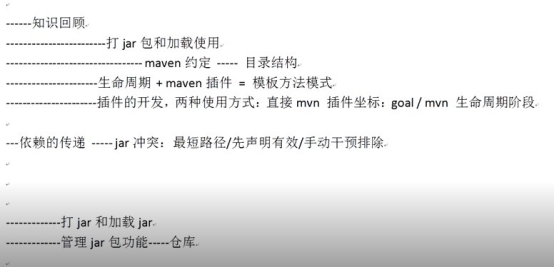 ------知识回顾
-----------------------打 jar 包和加载使用
-------------------------------- maven 约定 ----- 目录结构
---------------------生命周期 + maven 插件 = 模板方法模式
---------------------插件的开发，两种使用方式：直接 mvn 插件坐标：goal / mvn 生命周期阶段
---依赖的传递 ----- jar 冲突：最短路径/先声明有效/手动干预排除
-------------打 jar 和加载 jar
-------------管理 jar 包功能-----仓库